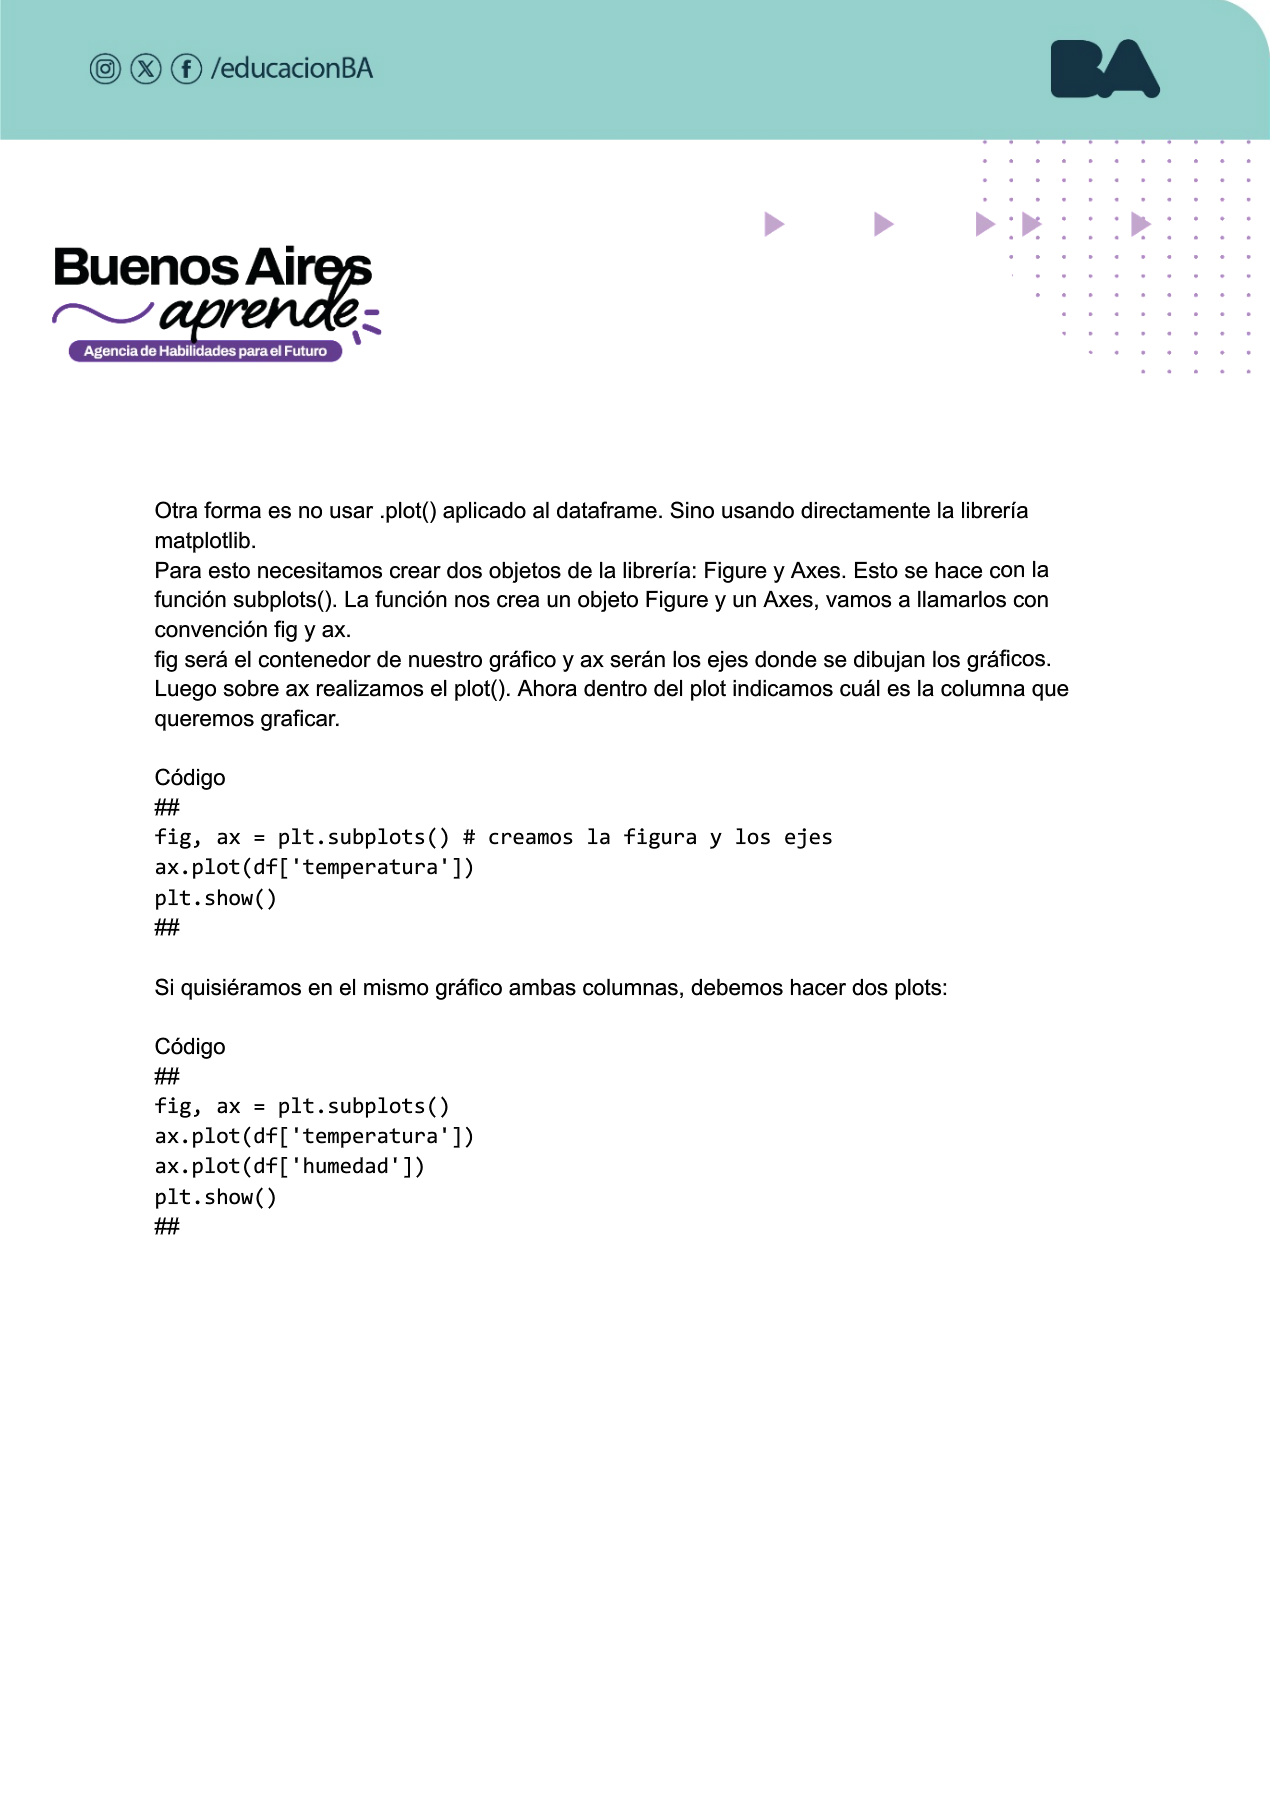 /educacionBA
BA
Buenos Aires
aprende
Agencia de Habilidades para el Futuro
Otra forma es no usar .plot() aplicado al dataframe. Sino usando directamente la librería
matplotlib.
Para esto necesitamos crear dos objetos de la librería: Figure y Axes. Esto se hace con la
función subplots(). La función nos crea un objeto Figure y un Axes, vamos a llamarlos con
convención fig y ax.
fig será el contenedor de nuestro gráfico y ax serán los ejes donde se dibujan los gráficos.
Luego sobre ax realizamos el plot(). Ahora dentro del plot indicamos cuál es la columna que
queremos graficar.
Código
##
fig, ax = plt.subplots() # creamos la figura y los ejes
ax.plot(df['temperatura'])
plt.show()
##
Si quisiéramos en el mismo gráfico ambas columnas, debemos hacer dos plots:
Código
##
fig, ax = plt.subplots()
ax.plot(df['temperatura'])
ax.plot(df['humedad'])
plt.show()
##